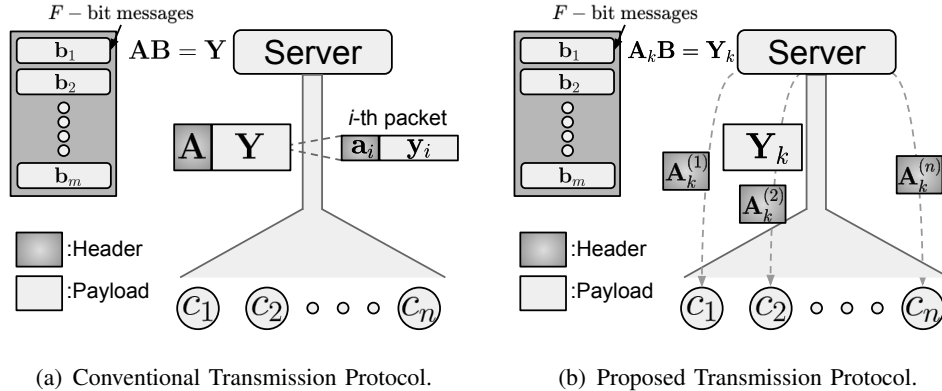 F − bit messages
b₁
b₂
bₘ
AB = Y
Server
A
Y
i-th packet
aᵢ
yᵢ
:Header
:Payload
c₁
c₂
cₙ
(a) Conventional Transmission Protocol.
F − bit messages
b₁
b₂
bₘ
AₖB = Yₖ
Server
Yₖ
Aₖ⁽¹⁾
Aₖ⁽²⁾
Aₖ⁽ⁿ⁾
:Header
:Payload
c₁
c₂
cₙ
(b) Proposed Transmission Protocol.